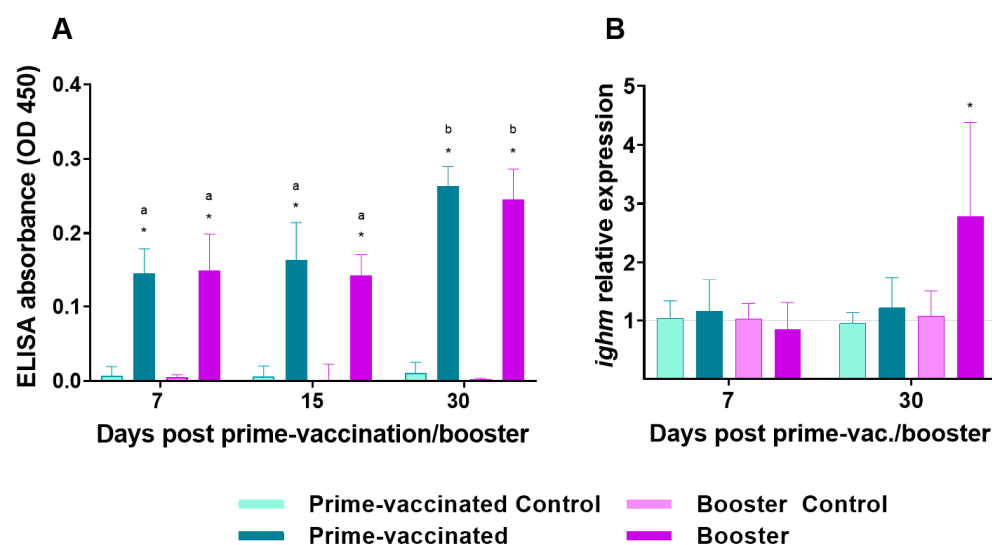 A
ELISA absorbance (OD 450)
0.4
0.3
0.2
0.1
0.0
a
*
a
*
a
*
a
*
b
*
b
*
7
15
30
Days post prime-vaccination/booster
B
ighm relative expression
5
4
3
2
1
*
7
30
Days post prime-vac./booster
Prime-vaccinated Control
Booster Control
Prime-vaccinated
Booster